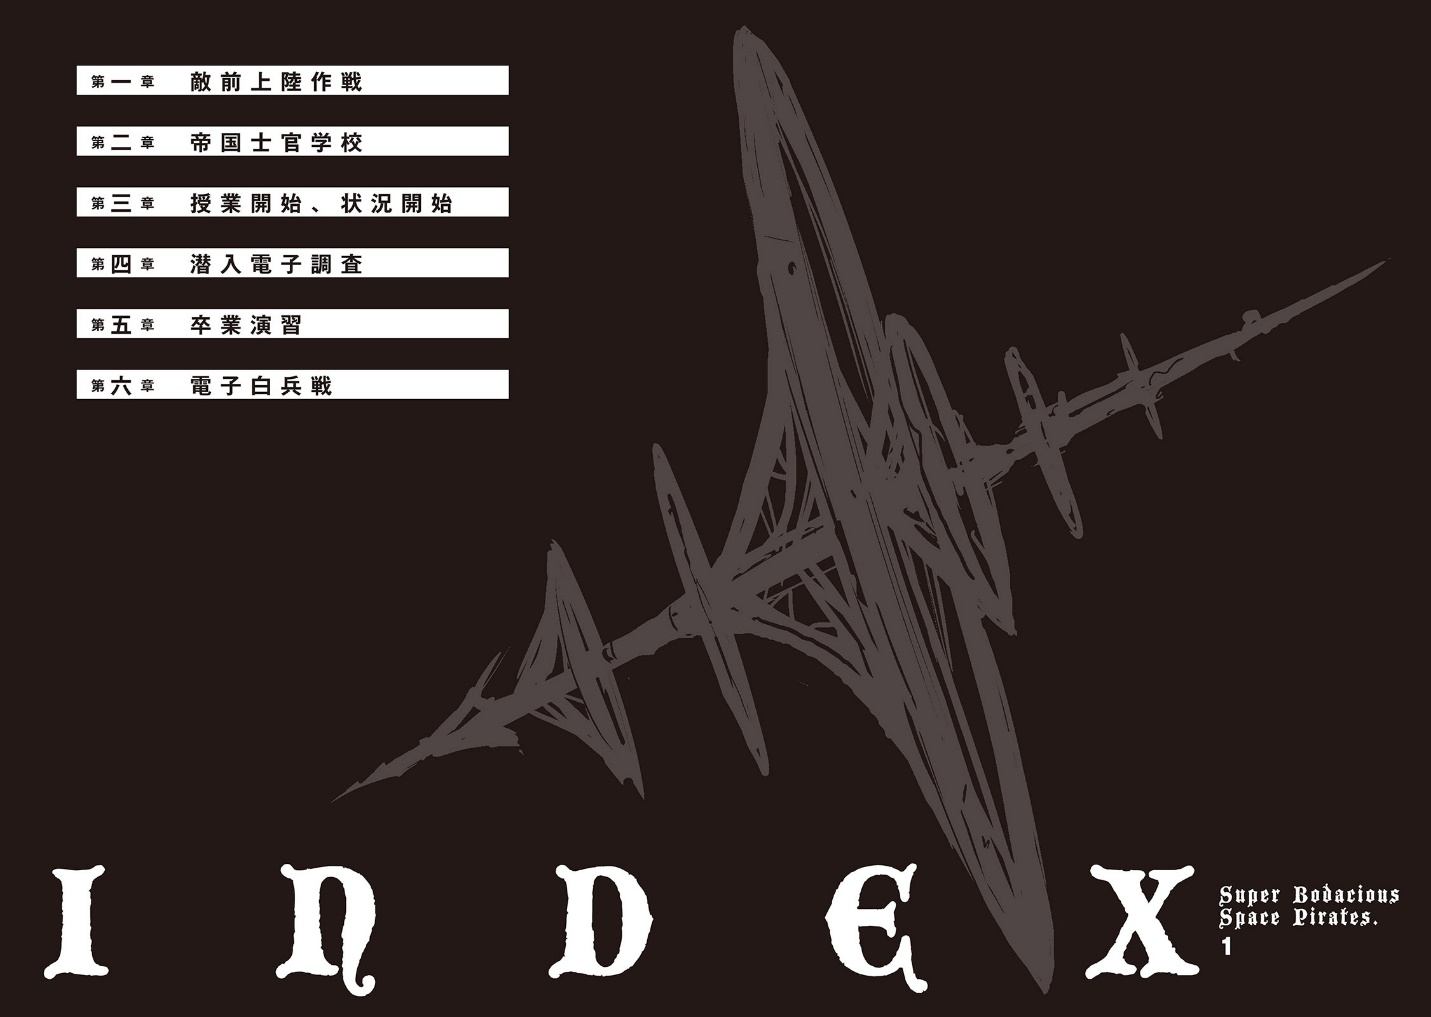 第一章 敵前上陸作戦
第二章 帝国士官学校
第三章 授業開始、状況開始
第四章 潜入電子調査
第五章 卒業演習
第六章 電子白兵戦
INDEX
Super Bodacious
Space Pirates.
1